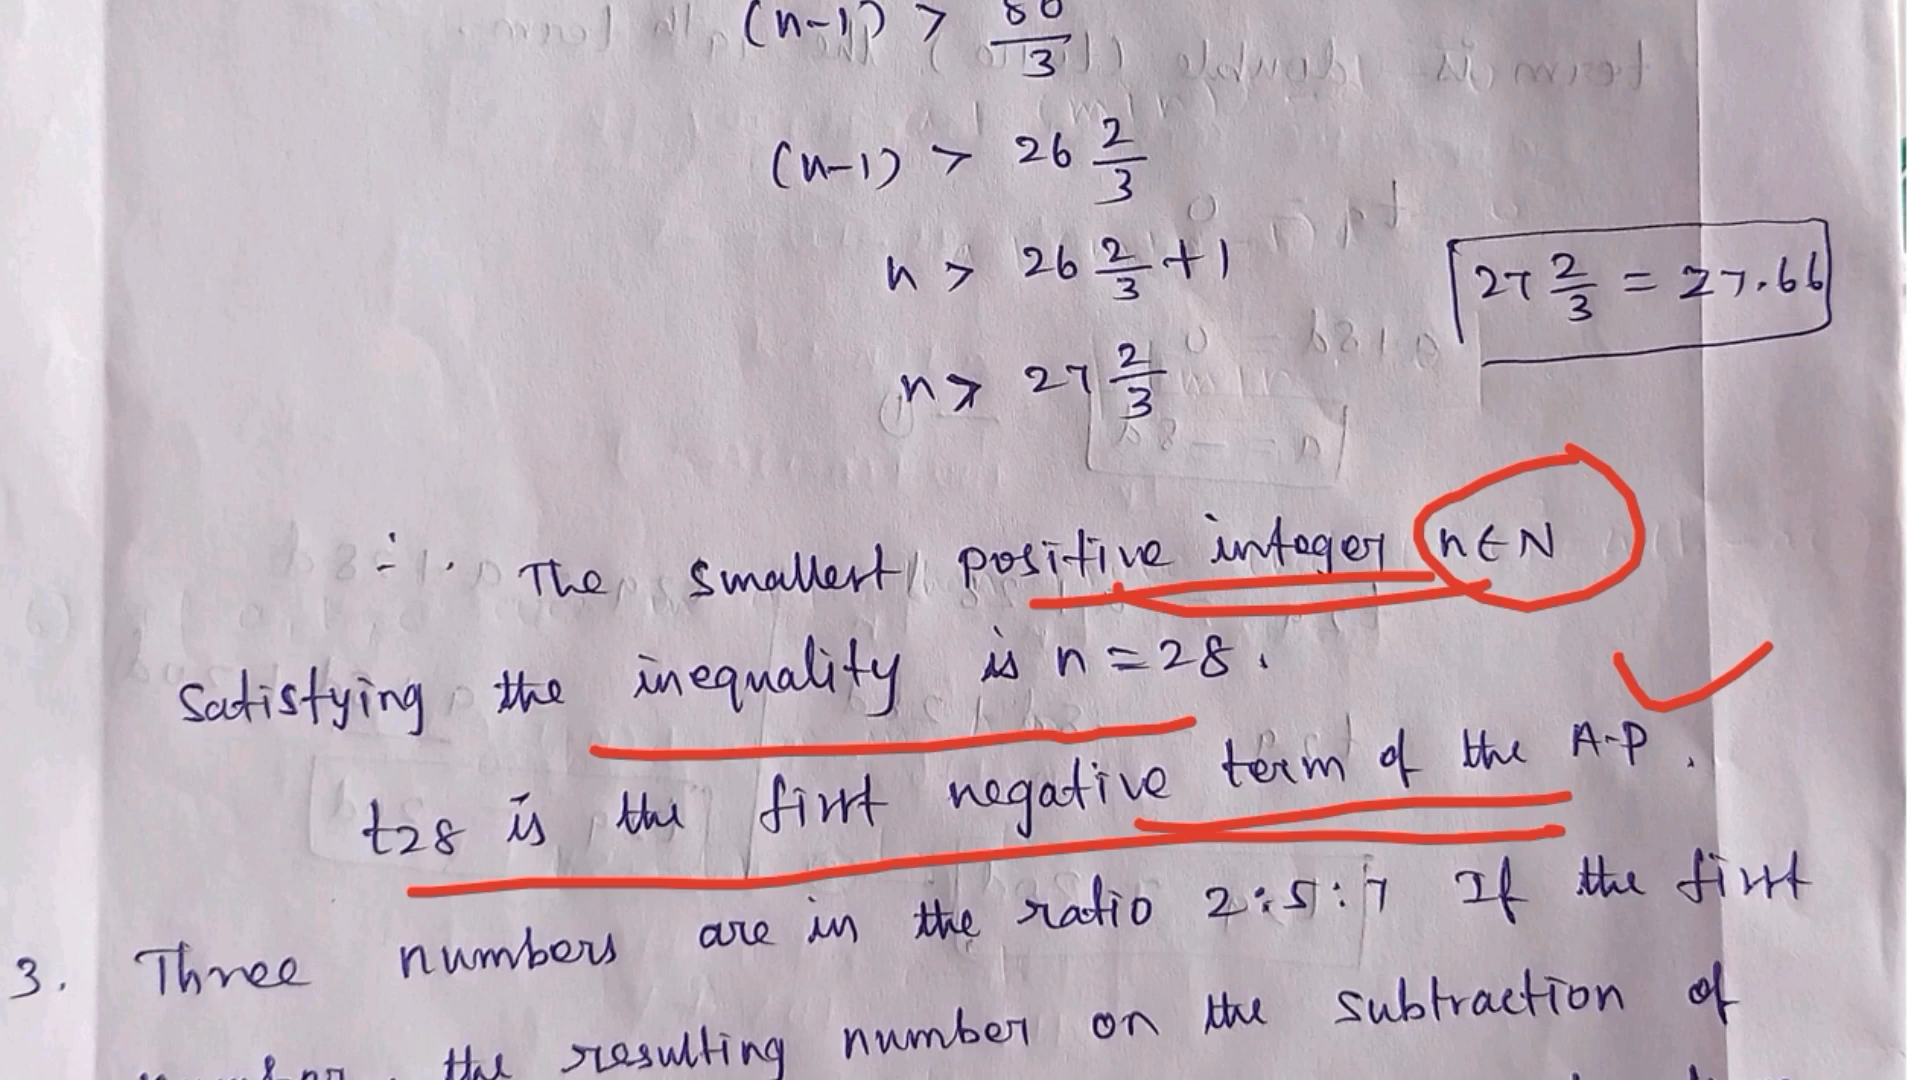 (n-1) > 80/3
(n-1) > 26 2/3
n > 26 2/3 + 1
27 2/3 = 27.66
n > 27 2/3
∴ The smallest positive integer n∈N
satisfying the inequality is n=28.
t28 is the first negative term of the A-P.
3. Three numbers are in the ratio 2:5:7 If the first
the resulting number on the subtraction of